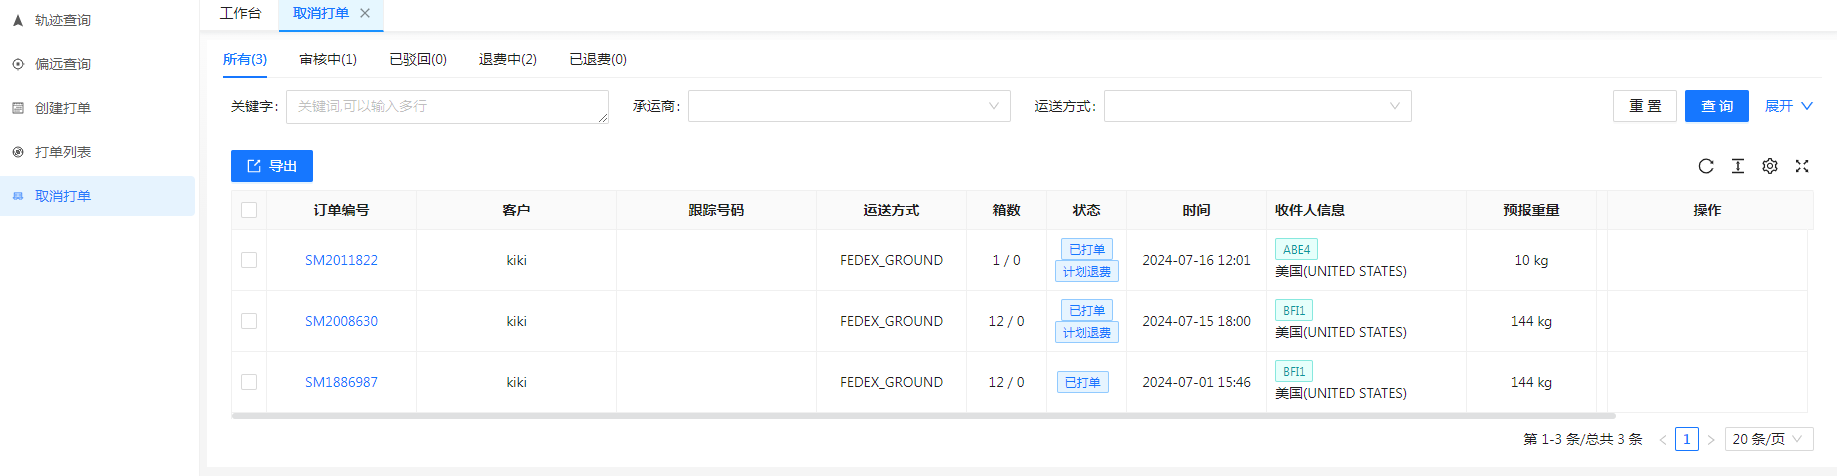 轨迹查询
偏远查询
创建打单
打单列表
取消打单
工作台 取消打单
所有(3) 审核中(1) 已驳回(0) 退费中(2) 已退费(0)
关键字: 关键词,可以输入多行 承运商: 运送方式: 重 置 查 询 展开
导出
订单编号 客户 跟踪号码 运送方式 箱数 状态 时间 收件人信息 预报重量 操作
SM2011822 kiki FEDEX_GROUND 1 / 0 已打单 计划退费 2024-07-16 12:01 ABE4 美国(UNITED STATES) 10 kg
SM2008630 kiki FEDEX_GROUND 12 / 0 已打单 计划退费 2024-07-15 18:00 BFI1 美国(UNITED STATES) 144 kg
SM1886987 kiki FEDEX_GROUND 12 / 0 已打单 2024-07-01 15:46 BFI1 美国(UNITED STATES) 144 kg
第 1-3 条/总共 3 条 1 20 条/页